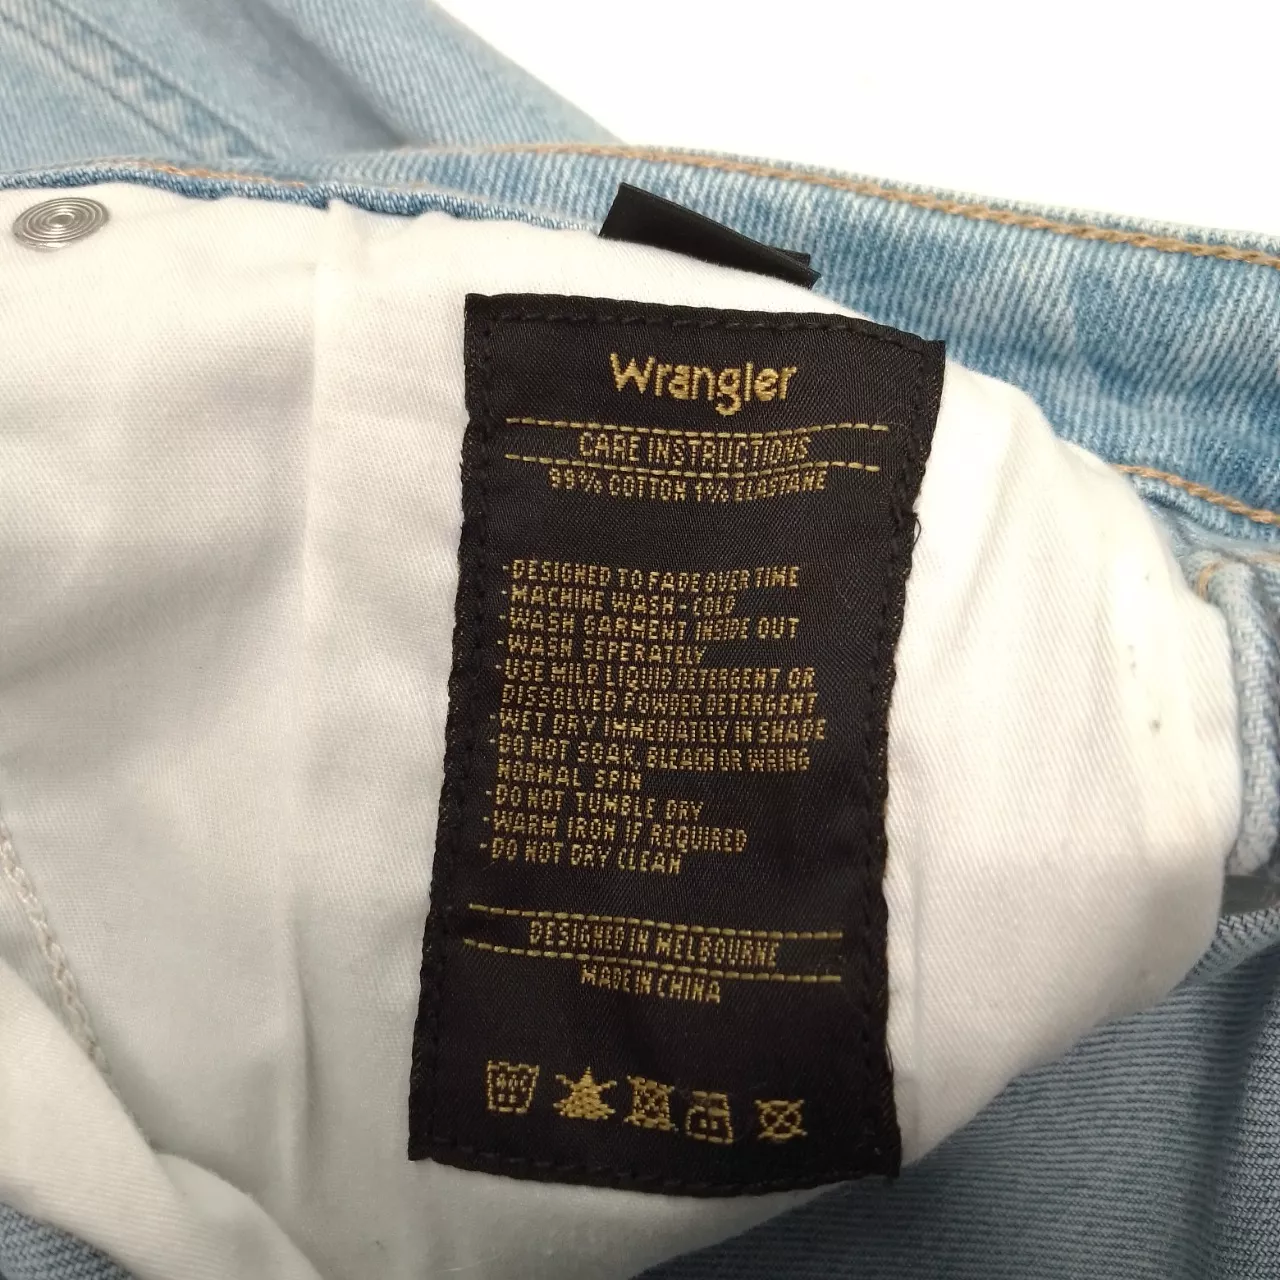 Wrangler
CARE INSTRUCTIONS
99% COTTON 1% ELASTANE
·DESIGNED TO FADE OVER TIME
·MACHINE WASH - COLD
·WASH GARMENT INSIDE OUT
·WASH SEPERATELY
·USE MILD LIQUID DETERGENT OR
DISSOLVED POWDER DETERGENT
·WET DRY IMMEDIATELY IN SHADE
·DO NOT SOAK, BLEACH OR WRING
NORMAL SPIN
·DO NOT TUMBLE DRY
·WARM IRON IF REQUIRED
·DO NOT DRY CLEAN
DESIGNED IN MELBOURNE
MADE IN CHINA